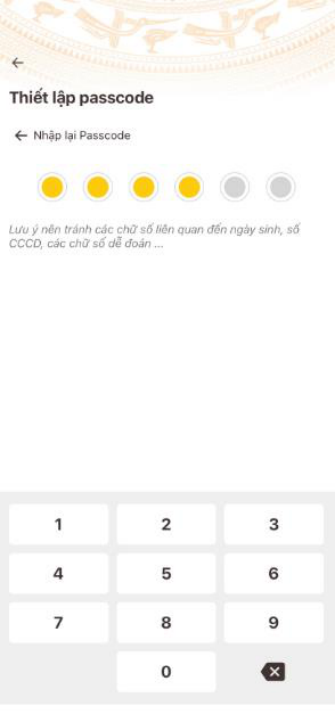 Thiết lập passcode
Nhập lại Passcode
Lưu ý nên tránh các chữ số liên quan đến ngày sinh, số
CCCD, các chữ số dễ đoán ...
1 2 3
4 5 6
7 8 9
0